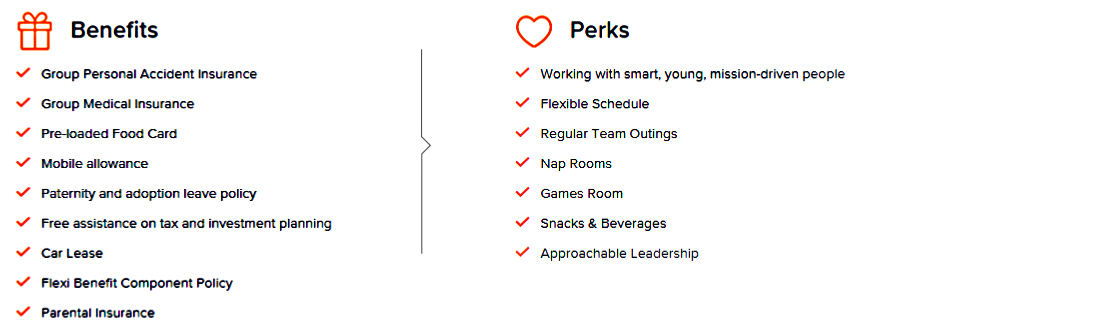 Benefits
Group Personal Accident Insurance
Group Medical Insurance
Pre-loaded Food Card
Mobile allowance
Paternity and adoption leave policy
Free assistance on tax and investment planning
Car Lease
Flexi Benefit Component Policy
Parental Insurance
Perks
Working with smart, young, mission-driven people
Flexible Schedule
Regular Team Outings
Nap Rooms
Games Room
Snacks & Beverages
Approachable Leadership